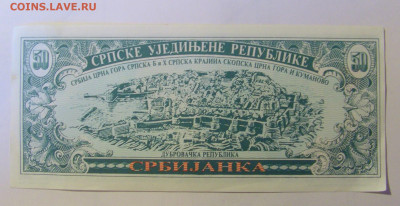 COINS.LAVE.RU
50 СРПСКЕ УЈЕДИЊЕНЕ РЕПУБЛИКЕ 50
СРБИЈА ЦРНА ГОРА СРПСКА БиХ СРПСКА КРАЈИНА СКОПСКА ЦРНА ГОРА И КУМАНОВО
ДУБРОВАЧКА РЕПУБЛИКА
СРБИЈАНКА